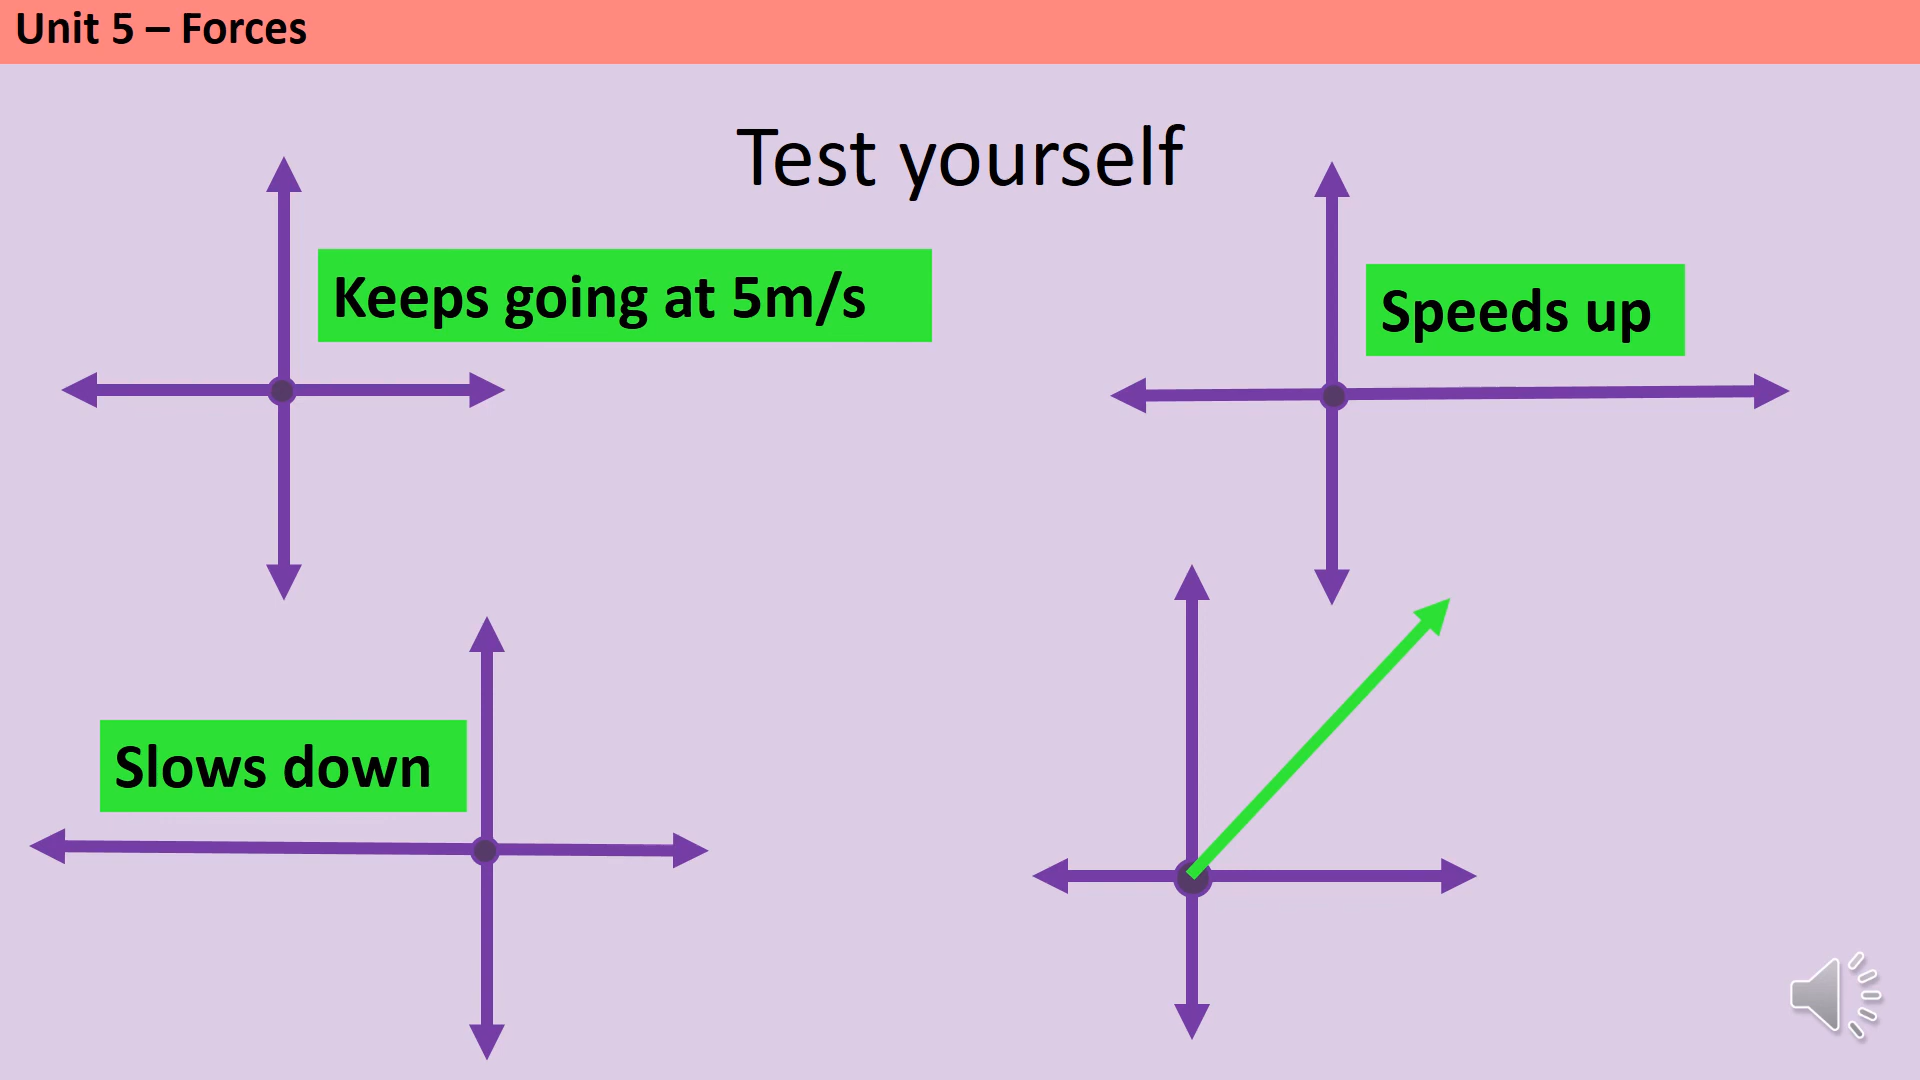 Unit 5 – Forces
Test yourself
Keeps going at 5m/s
Speeds up
Slows down